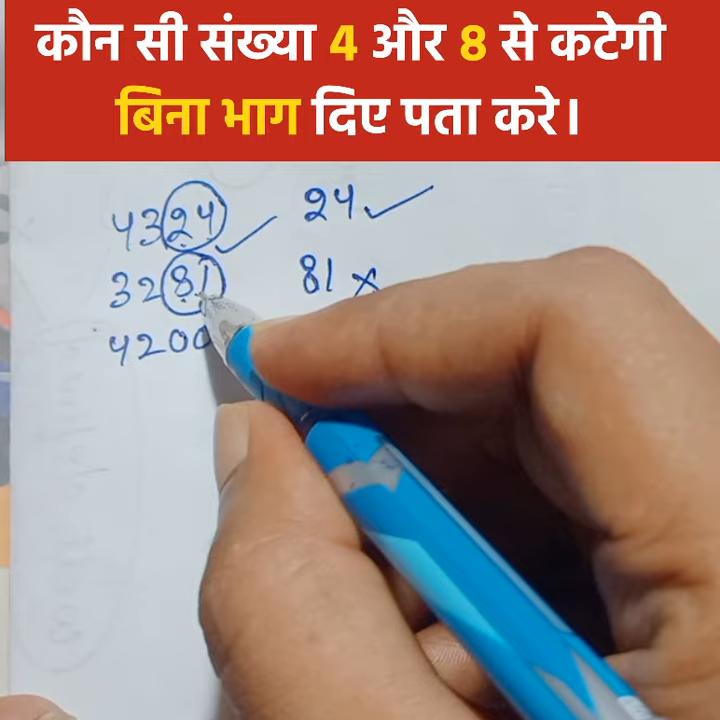 कौन सी संख्या 4 और 8 से कटेगी
बिना भाग दिए पता करे।
4324 ✓ 24 ✓
3281 81 ×
4200